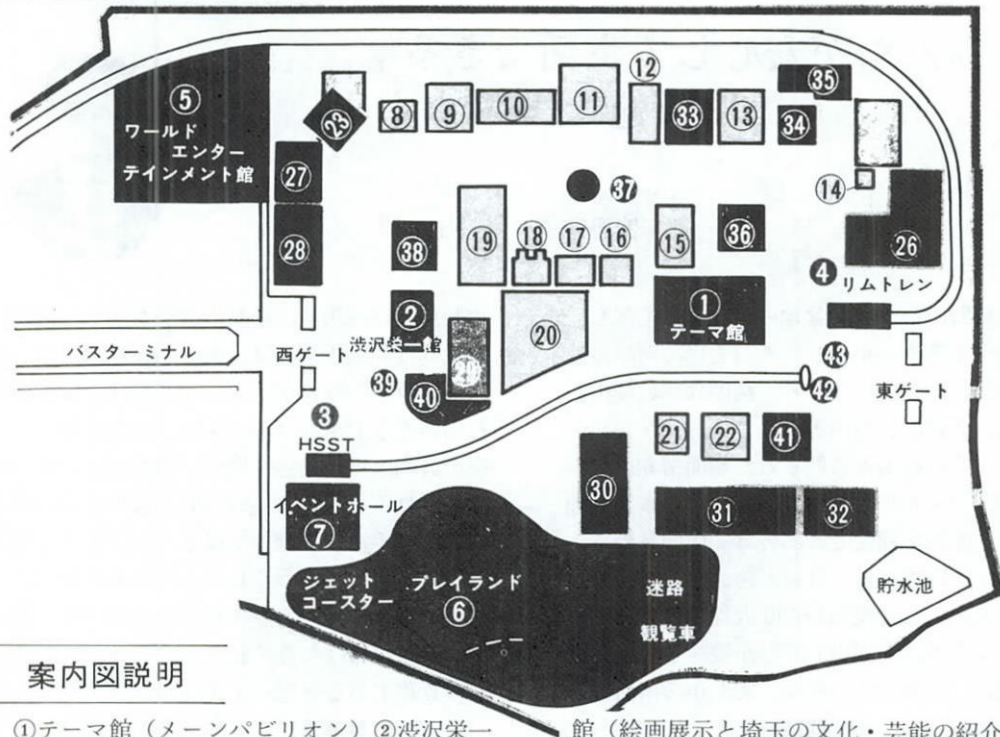 ⑤
ワールド
エンター
テインメント館
㉓
⑧
⑨
⑩
⑪
⑫
㉝
⑬
㉟
㉞
⑭
㉗
㉘
㊲
㊳
⑲
⑱
⑰
⑯
⑮
㊱
㉖
④
リムトレン
①
テーマ館
②
渋沢栄一館
⑳
バスターミナル
西ゲート
㊴
㊵
㊸
㊷
東ゲート
③
HSST
㉑
㉒
㊶
㉚
㉛
㉜
イベントホール
⑦
ジェット
コースター
プレイランド
⑥
迷路
観覧車
貯水池
案内図説明
①テーマ館(メーンパビリオン)②渋沢栄一
館(絵画展示と埼玉の文化・芸能の紹介